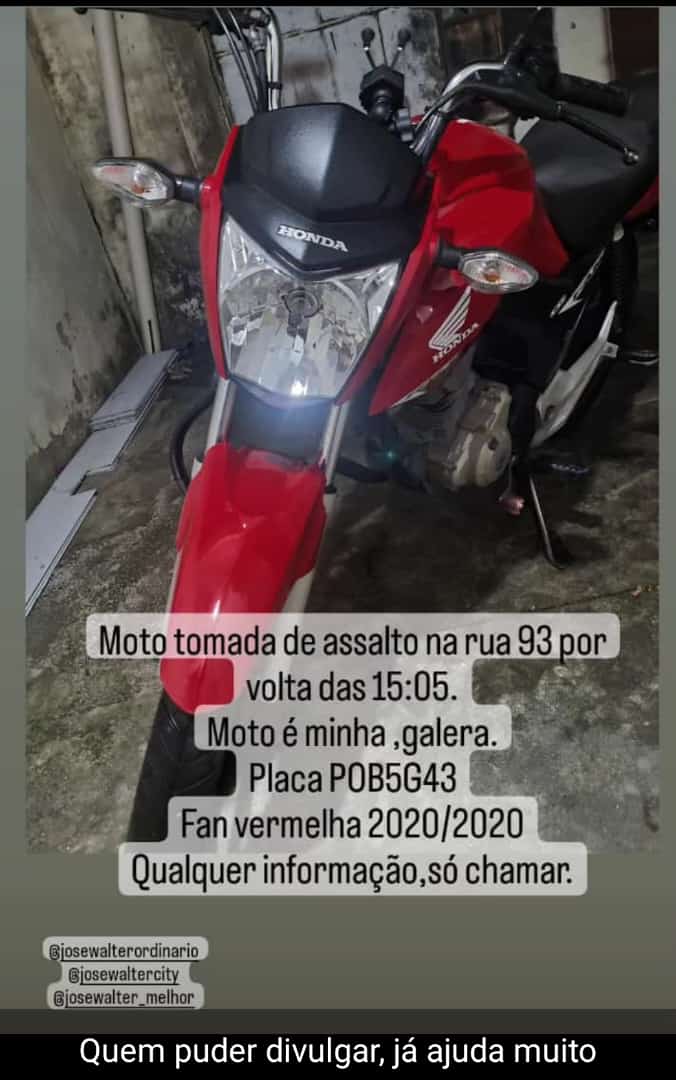 HONDA
HONDA
Moto tomada de assalto na rua 93 por
volta das 15:05.
Moto é minha ,galera.
Placa POB5G43
Fan vermelha 2020/2020
Qualquer informação,só chamar.
@josewalterordinario
@josewaltercity
@josewalter_melhor
Quem puder divulgar, já ajuda muito